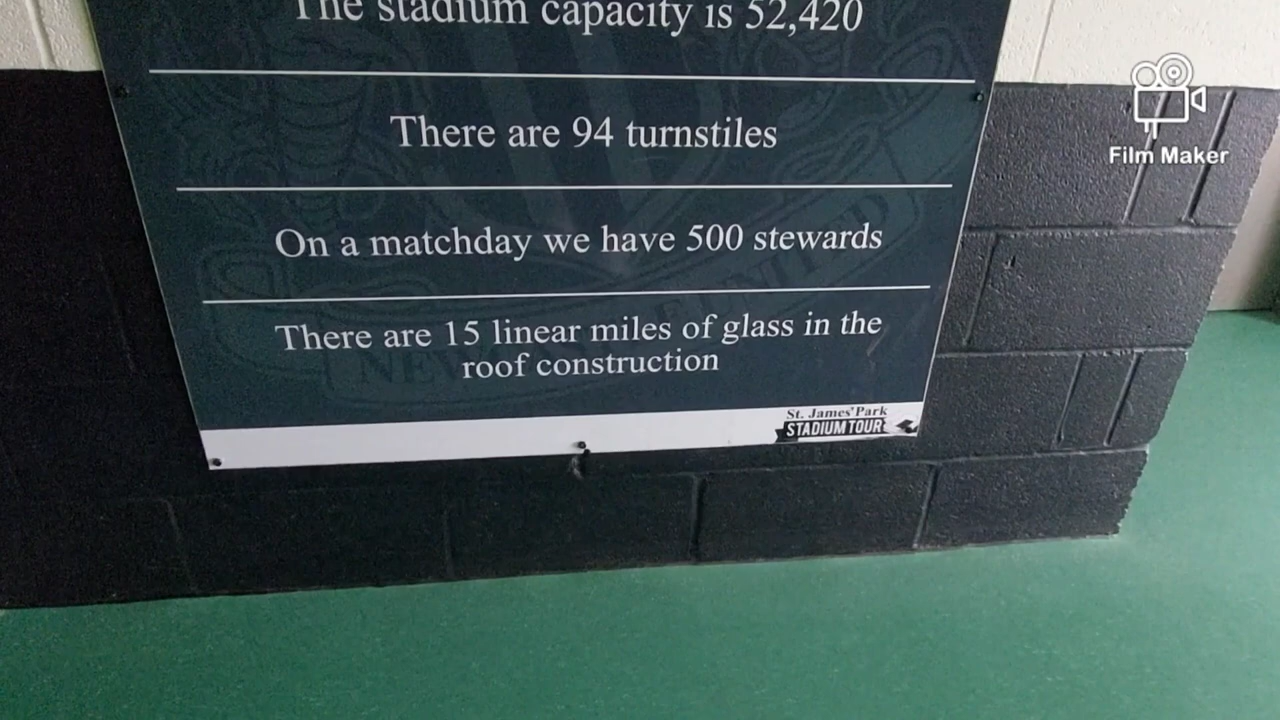 The stadium capacity is 52,420
There are 94 turnstiles
On a matchday we have 500 stewards
There are 15 linear miles of glass in the
roof construction
St. James' Park
STADIUM TOUR
Film Maker